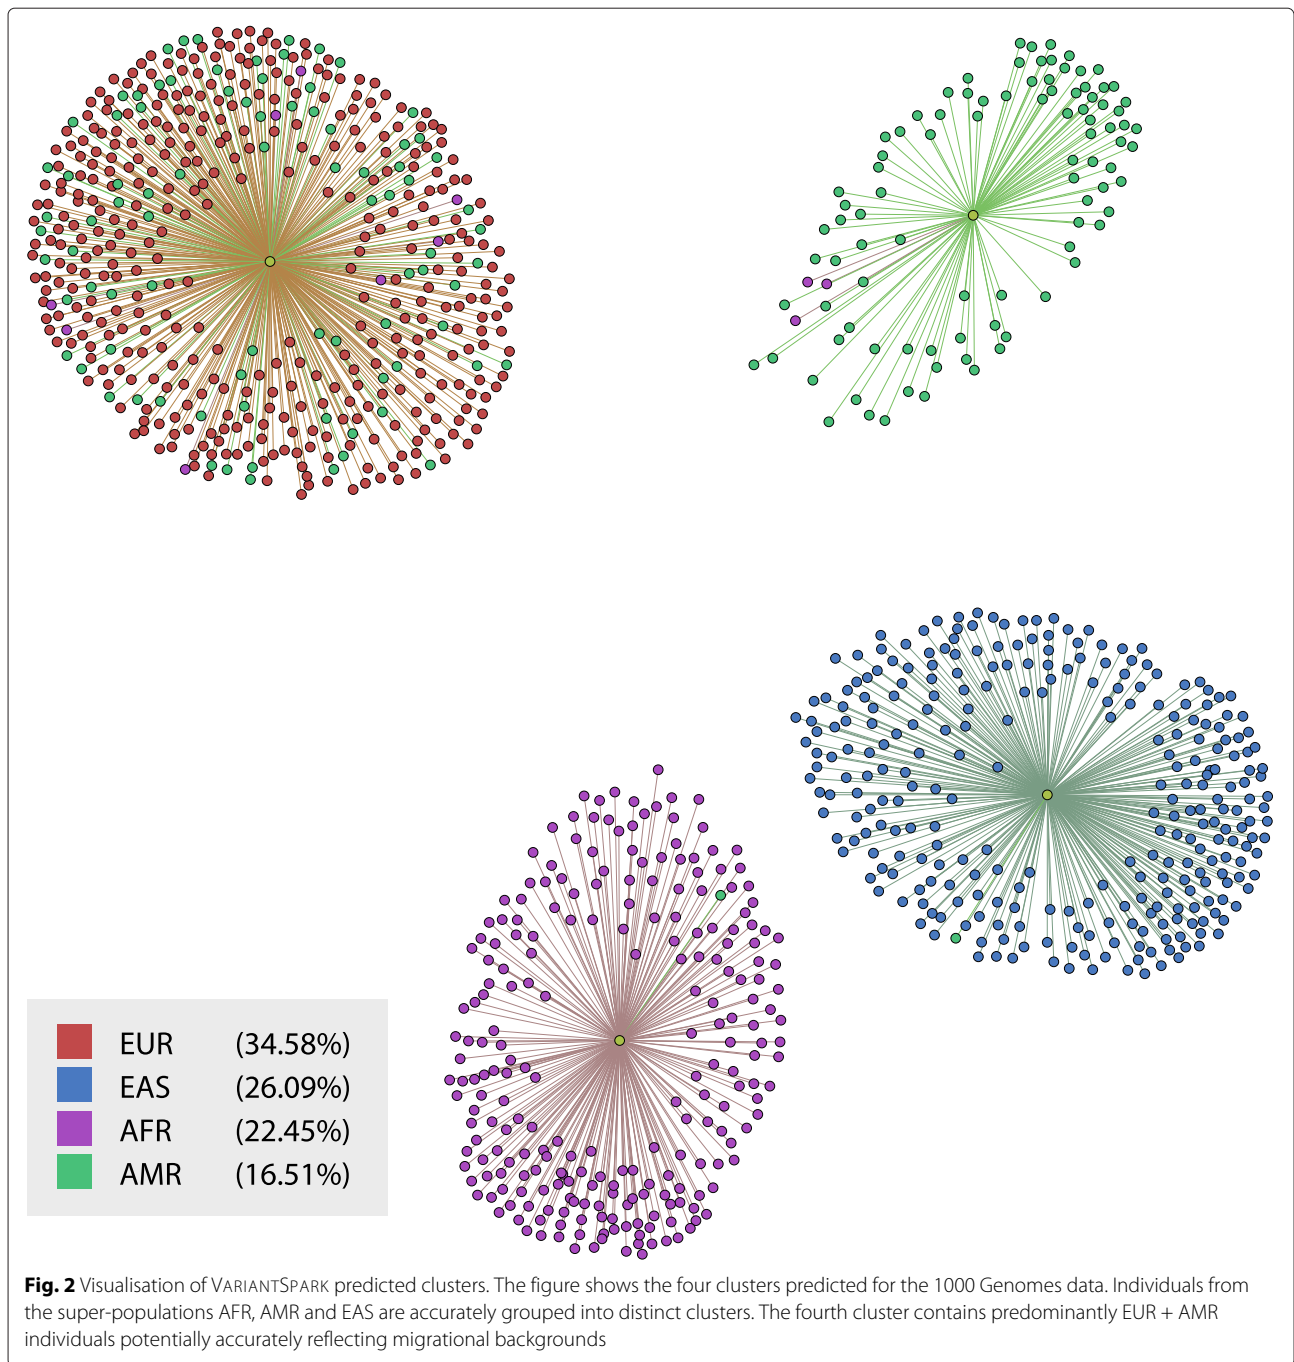 EUR (34.58%)
EAS (26.09%)
AFR (22.45%)
AMR (16.51%)
Fig. 2 Visualisation of VARIANTSPARK predicted clusters. The figure shows the four clusters predicted for the 1000 Genomes data. Individuals from
the super-populations AFR, AMR and EAS are accurately grouped into distinct clusters. The fourth cluster contains predominantly EUR + AMR
individuals potentially accurately reflecting migrational backgrounds